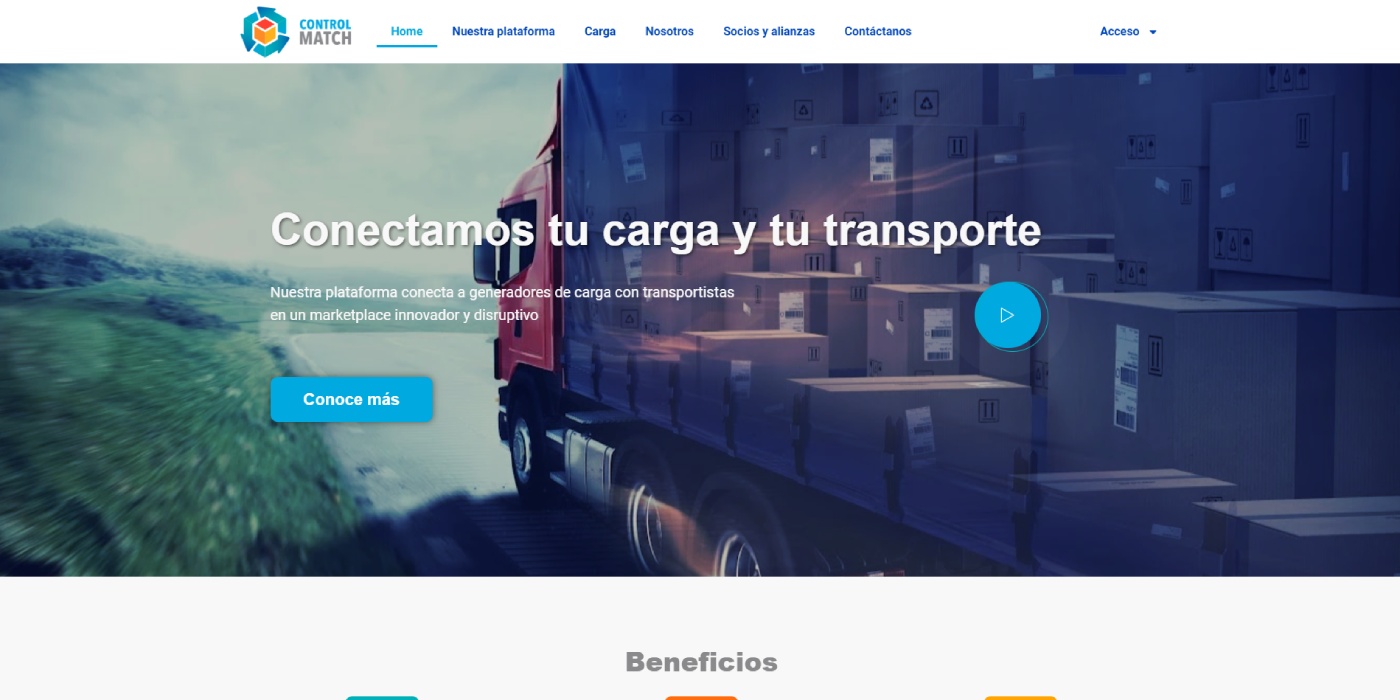 CONTROL
MATCH
Home
Nuestra plataforma
Carga
Nosotros
Socios y alianzas
Contáctanos
Acceso
Conectamos tu carga y tu transporte
Nuestra plataforma conecta a generadores de carga con transportistas
en un marketplace innovador y disruptivo
Conoce más
Beneficios